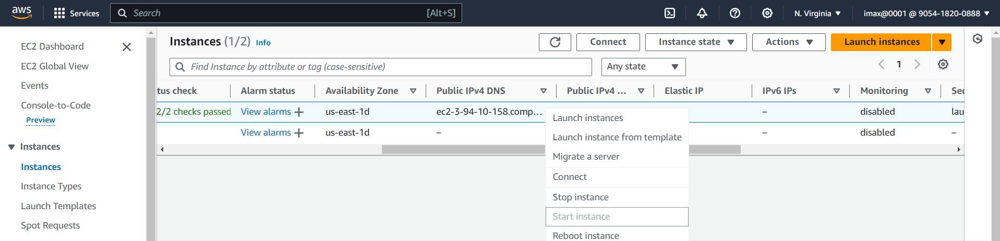 aws
Services
Search
[Alt+S]
N. Virginia
imax@0001 @ 9054-1820-0888
EC2 Dashboard
EC2 Global View
Events
Console-to-Code
Preview
Instances
Instances
Instance Types
Launch Templates
Spot Requests
Instances (1/2) Info
Connect
Instance state
Actions
Launch instances
Find Instance by attribute or tag (case-sensitive)
Any state
1
tus check Alarm status Availability Zone Public IPv4 DNS Public IPv4 ... Elastic IP IPv6 IPs Monitoring Sec
2/2 checks passed View alarms + us-east-1d ec2-3-94-10-158.comp... – disabled lau
View alarms + us-east-1d – – disabled –
Launch instances
Launch instance from template
Migrate a server
Connect
Stop instance
Start instance
Reboot instance